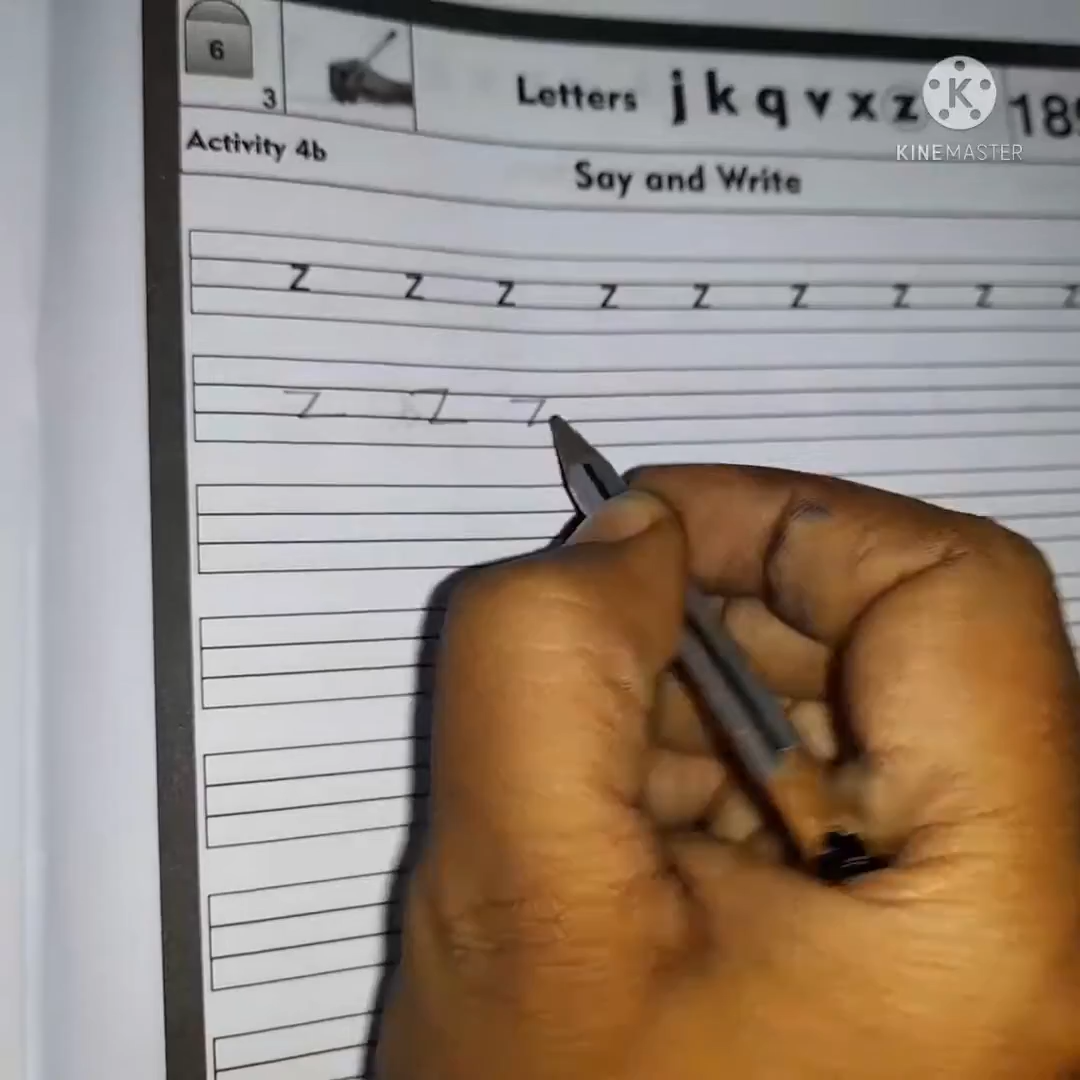 6
3
Letters j k q v x z
K
KINEMASTER
Activity 4b
Say and Write
z z z z z z z z z
z z z